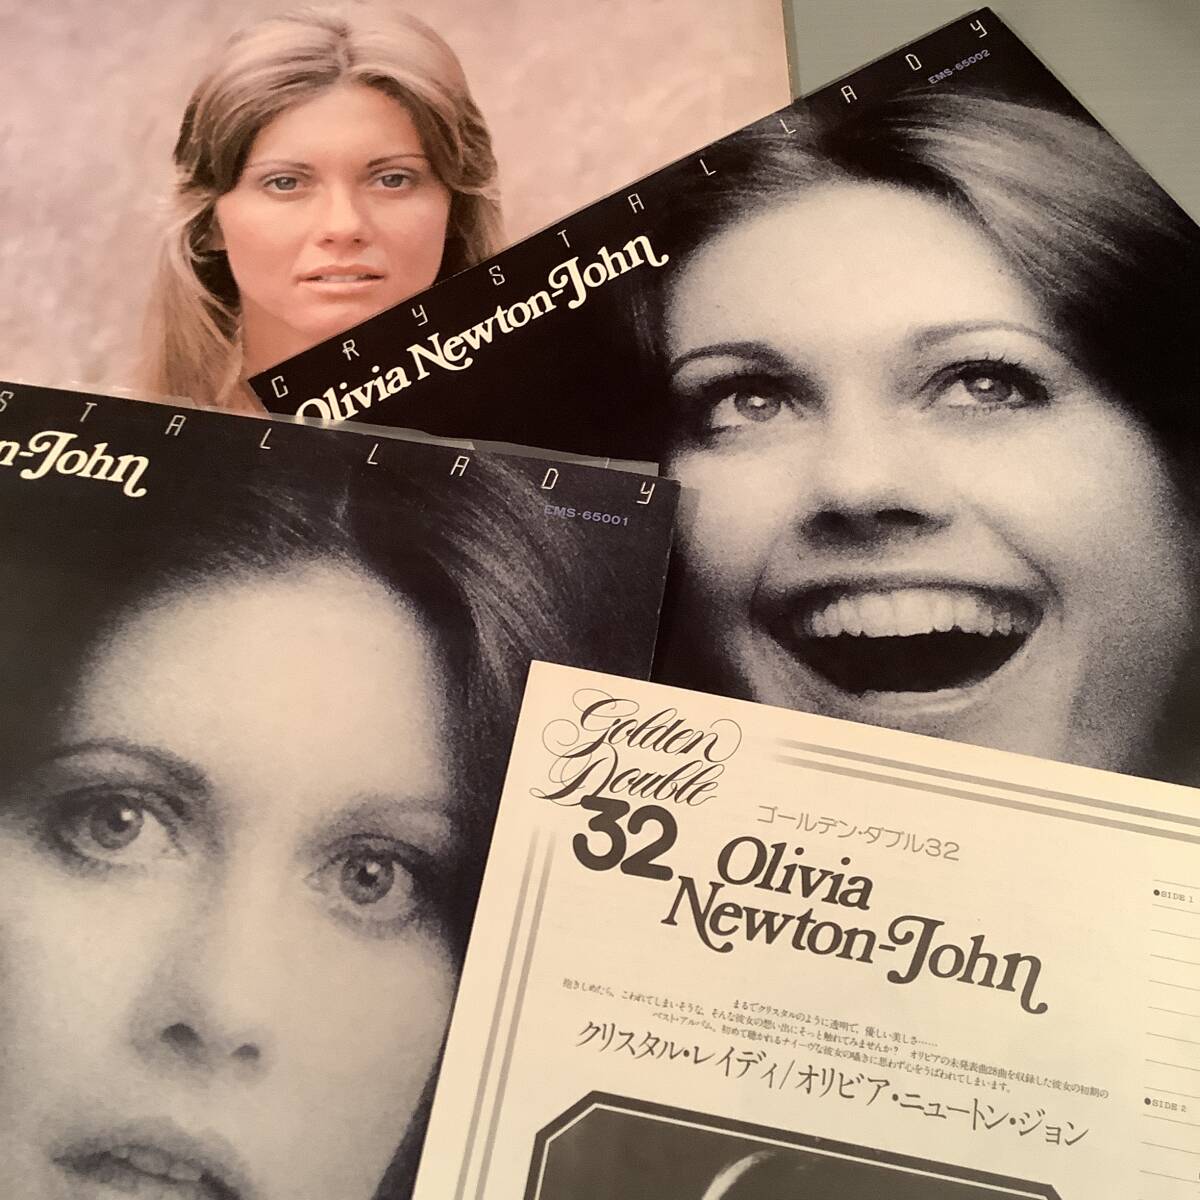 CRYSTAL LADY
EMS-65002
Olivia Newton-John
STAL LADY
n-John
EMS-65001
Golden
Double
32
ゴールデン・ダブル32
Olivia
Newton-John
●SIDE 1
まるでクリスタルのように透明で、優しい美しさ……
抱きしめたら、こわれてしまいそうな、そんな彼女の想い出にそっと触れてみませんか? オリビアの未発表曲28曲を収録した彼女の初期の
ベスト・アルバム。初めて聴かれるナイーヴな彼女の囁きに思わず心をうばわれてしまいます。
クリスタル・レイディ/オリビア・ニュートン・ジョン
●SIDE 2